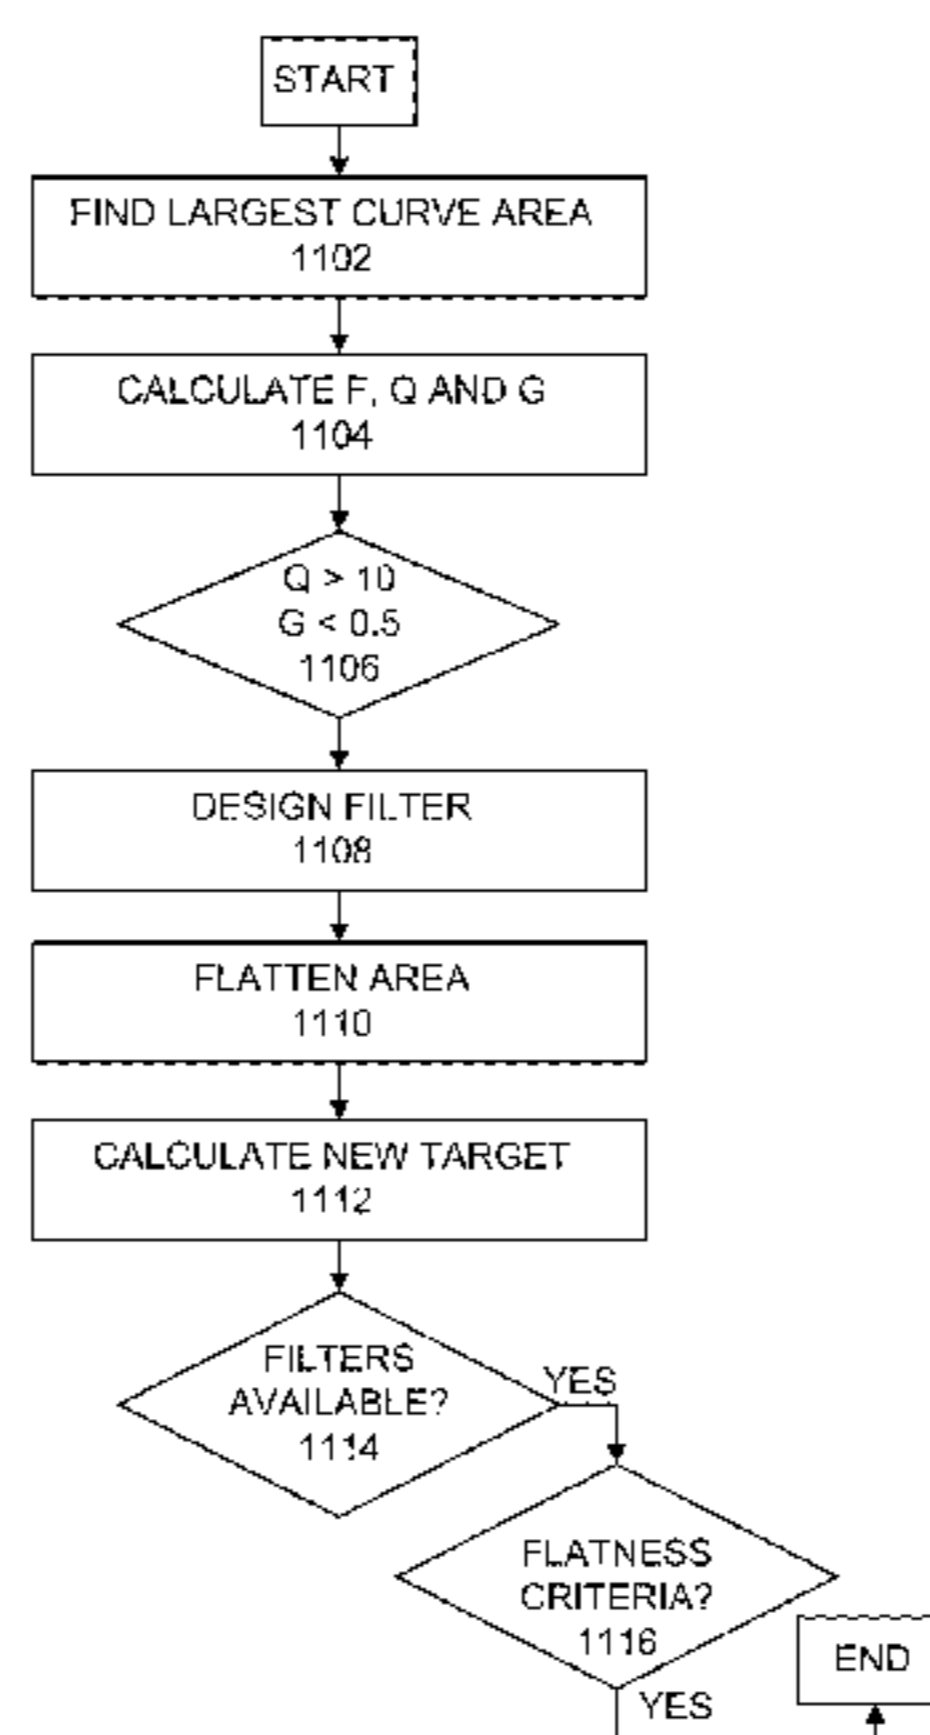 START
FIND LARGEST CURVE AREA
1102
CALCULATE F, Q AND G
1104
Q > 10
G < 0.5
1106
DESIGN FILTER
1108
FLATTEN AREA
1110
CALCULATE NEW TARGET
1112
FILTERS
AVAILABLE?
1114
YES
FLATNESS
CRITERIA?
1116
END
YES